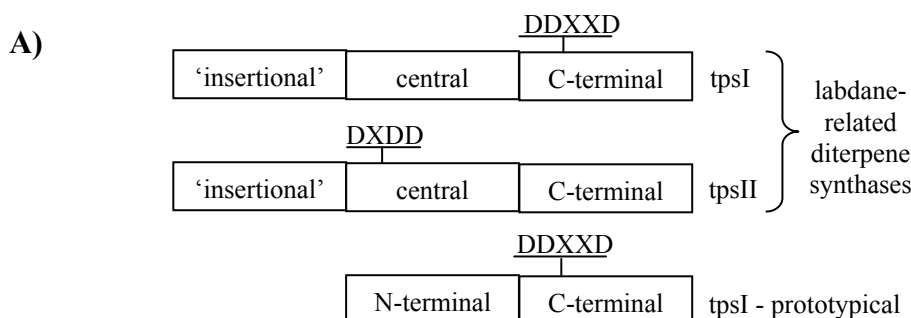 A)
DDXXD
‘insertional’ central C-terminal tpsI
DXDD
‘insertional’ central C-terminal tpsII
labdane-
related
diterpene
synthases
DDXXD
N-terminal C-terminal tpsI - prototypical